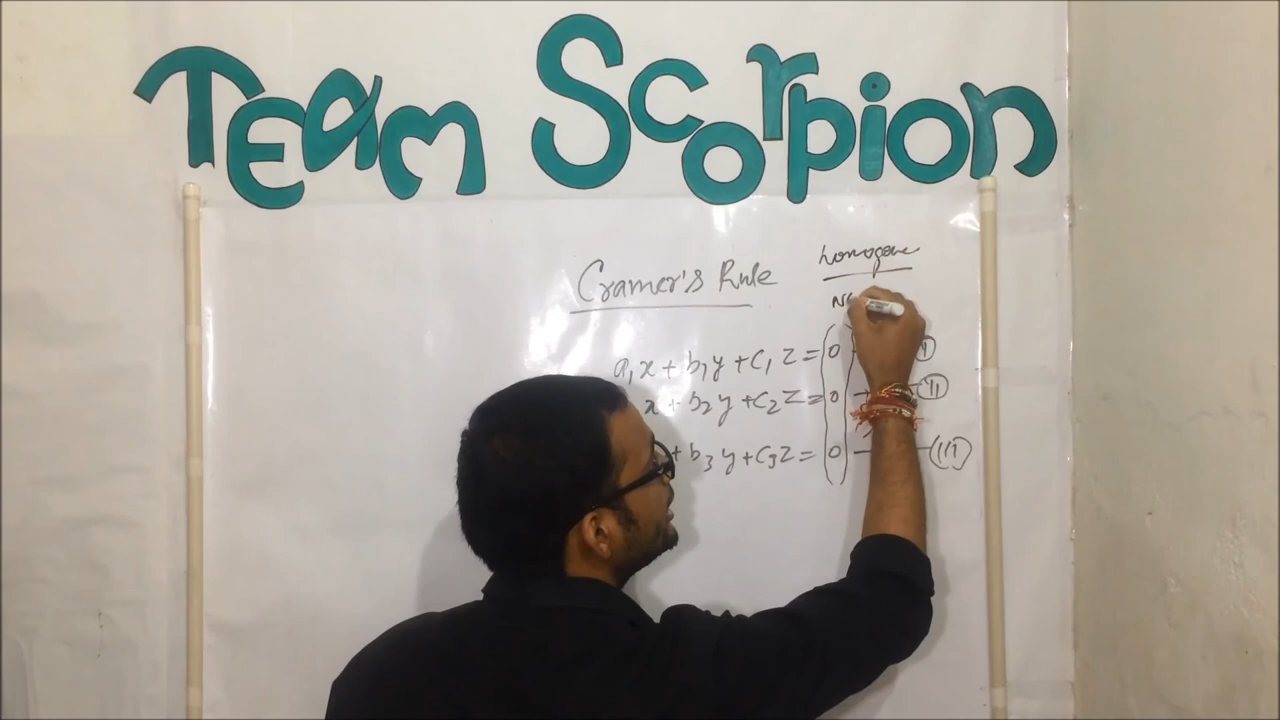 TEam Scorpion
homogene
Cramer's Rule
a₁x + b₁y + c₁z = 0 I
x + b₂y + c₂z = 0 → II
+ b₃y + c₃z = 0 — III